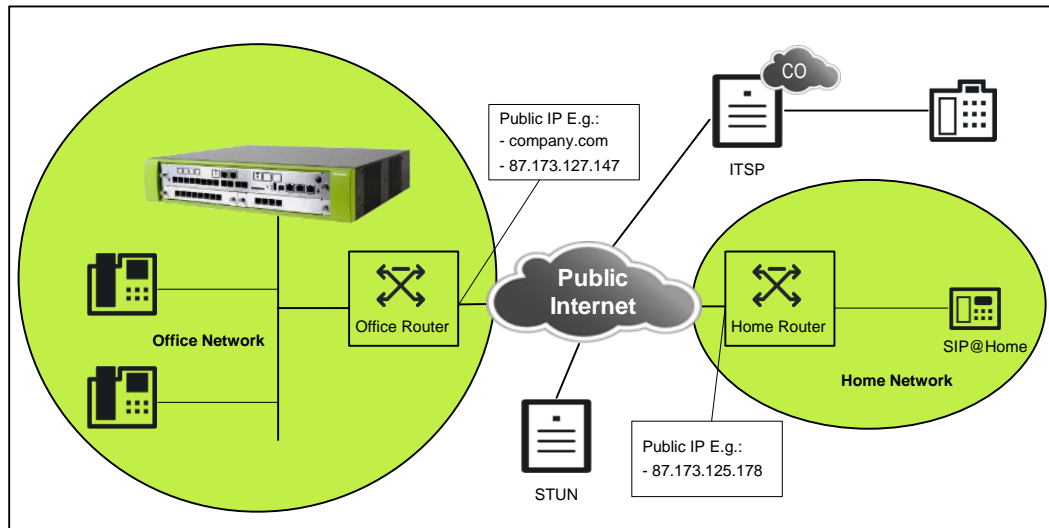 CO
Public IP E.g.:
- company.com
- 87.173.127.147
ITSP
Public
Internet
Office Router
Home Router
Office Network
SIP@Home
Home Network
Public IP E.g.:
- 87.173.125.178
STUN